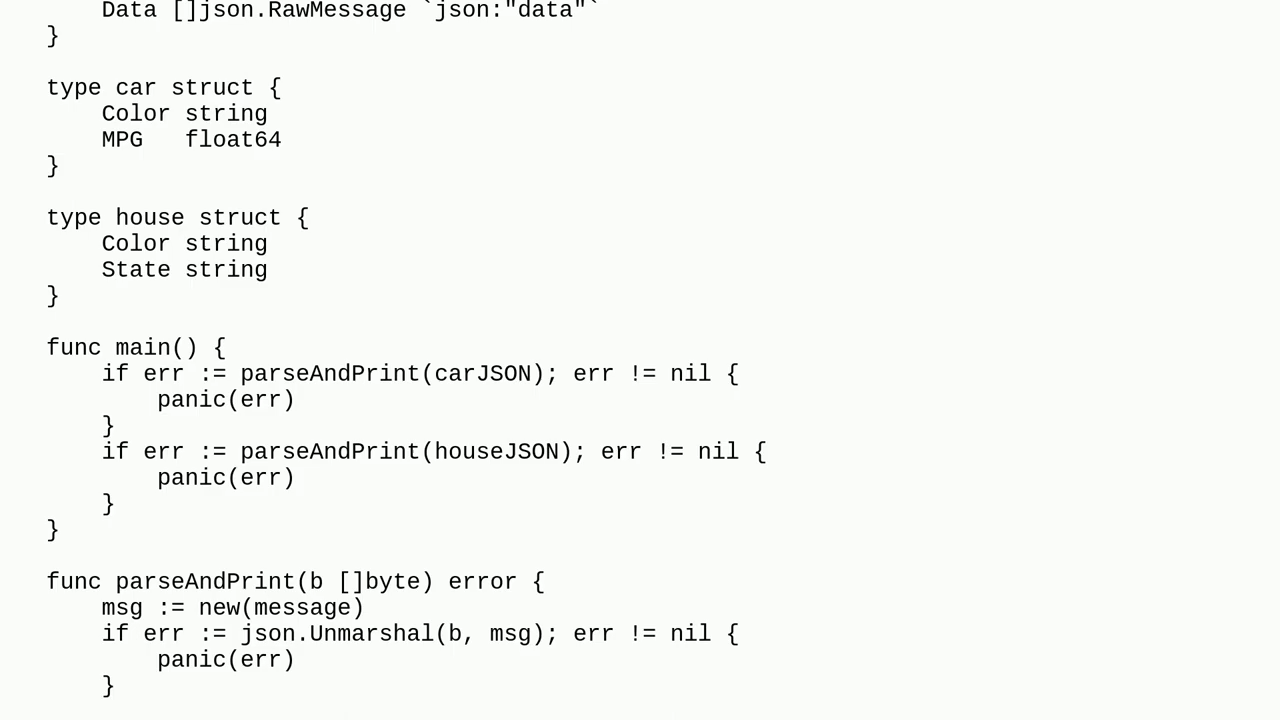 Data []json.RawMessage `json:"data"`
}

type car struct {
    Color string
    MPG   float64
}

type house struct {
    Color string
    State string
}

func main() {
    if err := parseAndPrint(carJSON); err != nil {
        panic(err)
    }
    if err := parseAndPrint(houseJSON); err != nil {
        panic(err)
    }
}

func parseAndPrint(b []byte) error {
    msg := new(message)
    if err := json.Unmarshal(b, msg); err != nil {
        panic(err)
    }